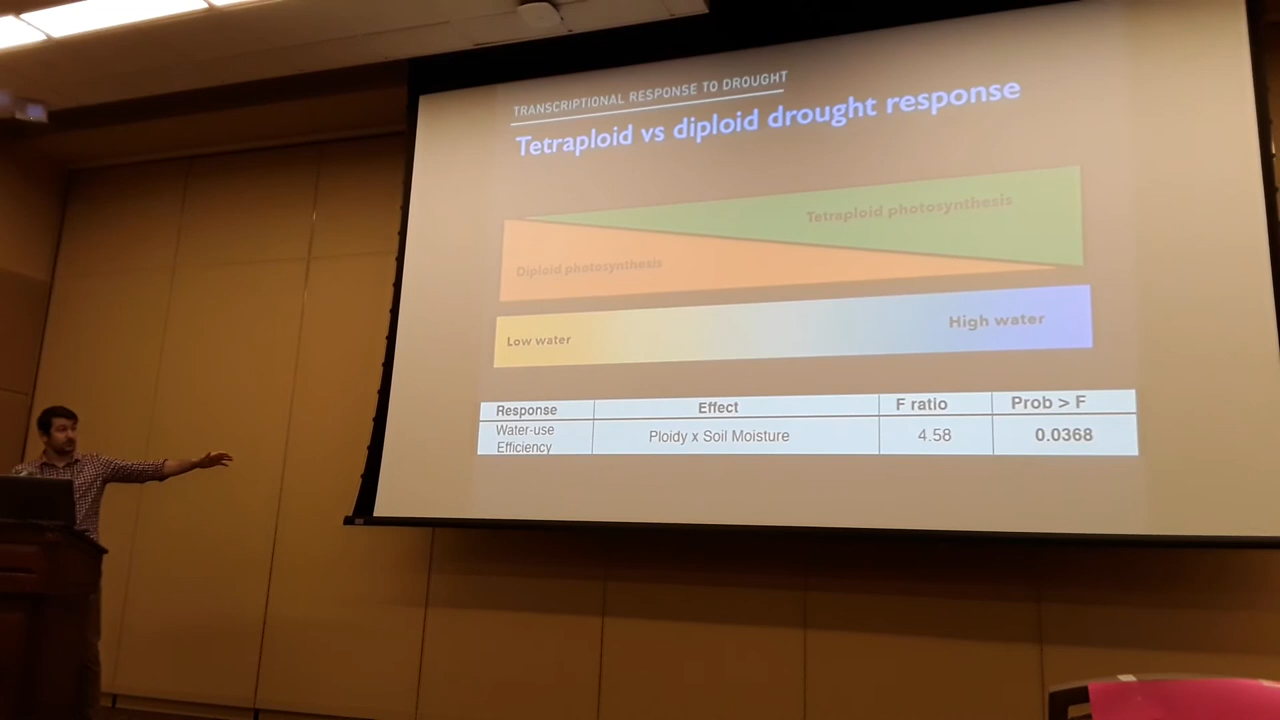 TRANSCRIPTIONAL RESPONSE TO DROUGHT
Tetraploid vs diploid drought response
Tetraploid photosynthesis
Diploid photosynthesis
Low water
High water
Response Effect F ratio Prob > F
Water-use
Efficiency
Ploidy x Soil Moisture 4.58 0.0368